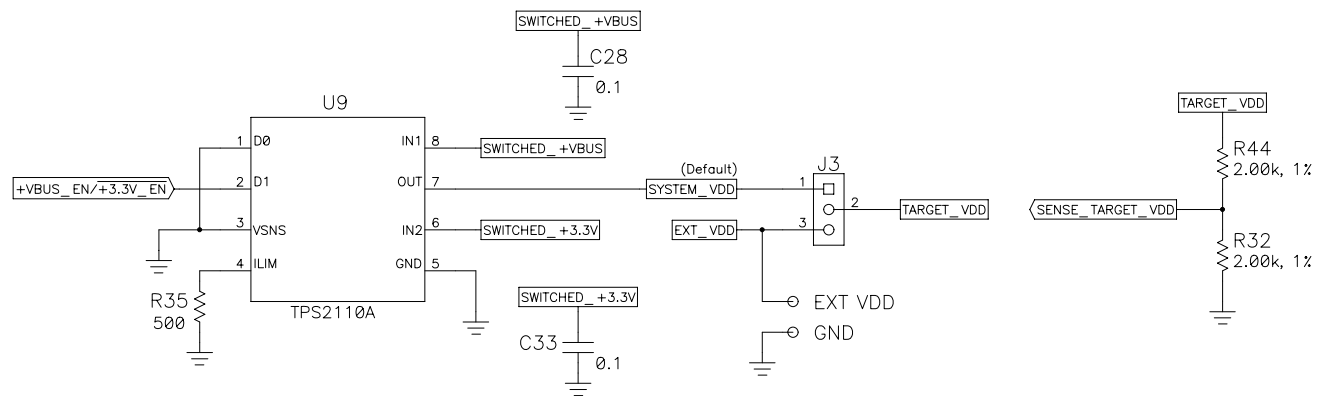 SWITCHED_+VBUS
C28
0.1
U9
1 D0 IN1 8 SWITCHED_+VBUS
+VBUS_EN/+3.3V_EN 2 D1 OUT 7
(Default)
SYSTEM_VDD
3 VSNS IN2 6 SWITCHED_+3.3V
4 ILIM GND 5
R35
500
TPS2110A
SWITCHED_+3.3V
C33
0.1
J3
1
2 TARGET_VDD
EXT_VDD 3
EXT VDD
GND
TARGET_VDD
R44
2.00k, 1%
SENSE_TARGET_VDD
R32
2.00k, 1%